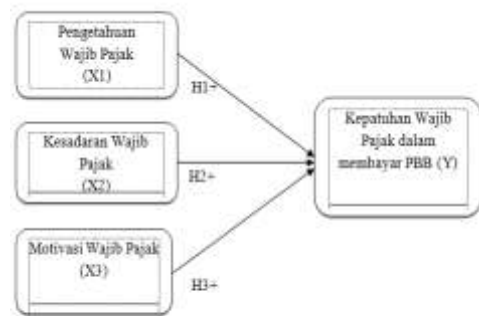 Pengetahuan
Wajib Pajak
(X1)
H1+
Kesadaran Wajib
Pajak
(X2)
H2+
Motivasi Wajib Pajak
(X3)
H3+
Kepatuhan Wajib
Pajak dalam
membayar PBB (Y)